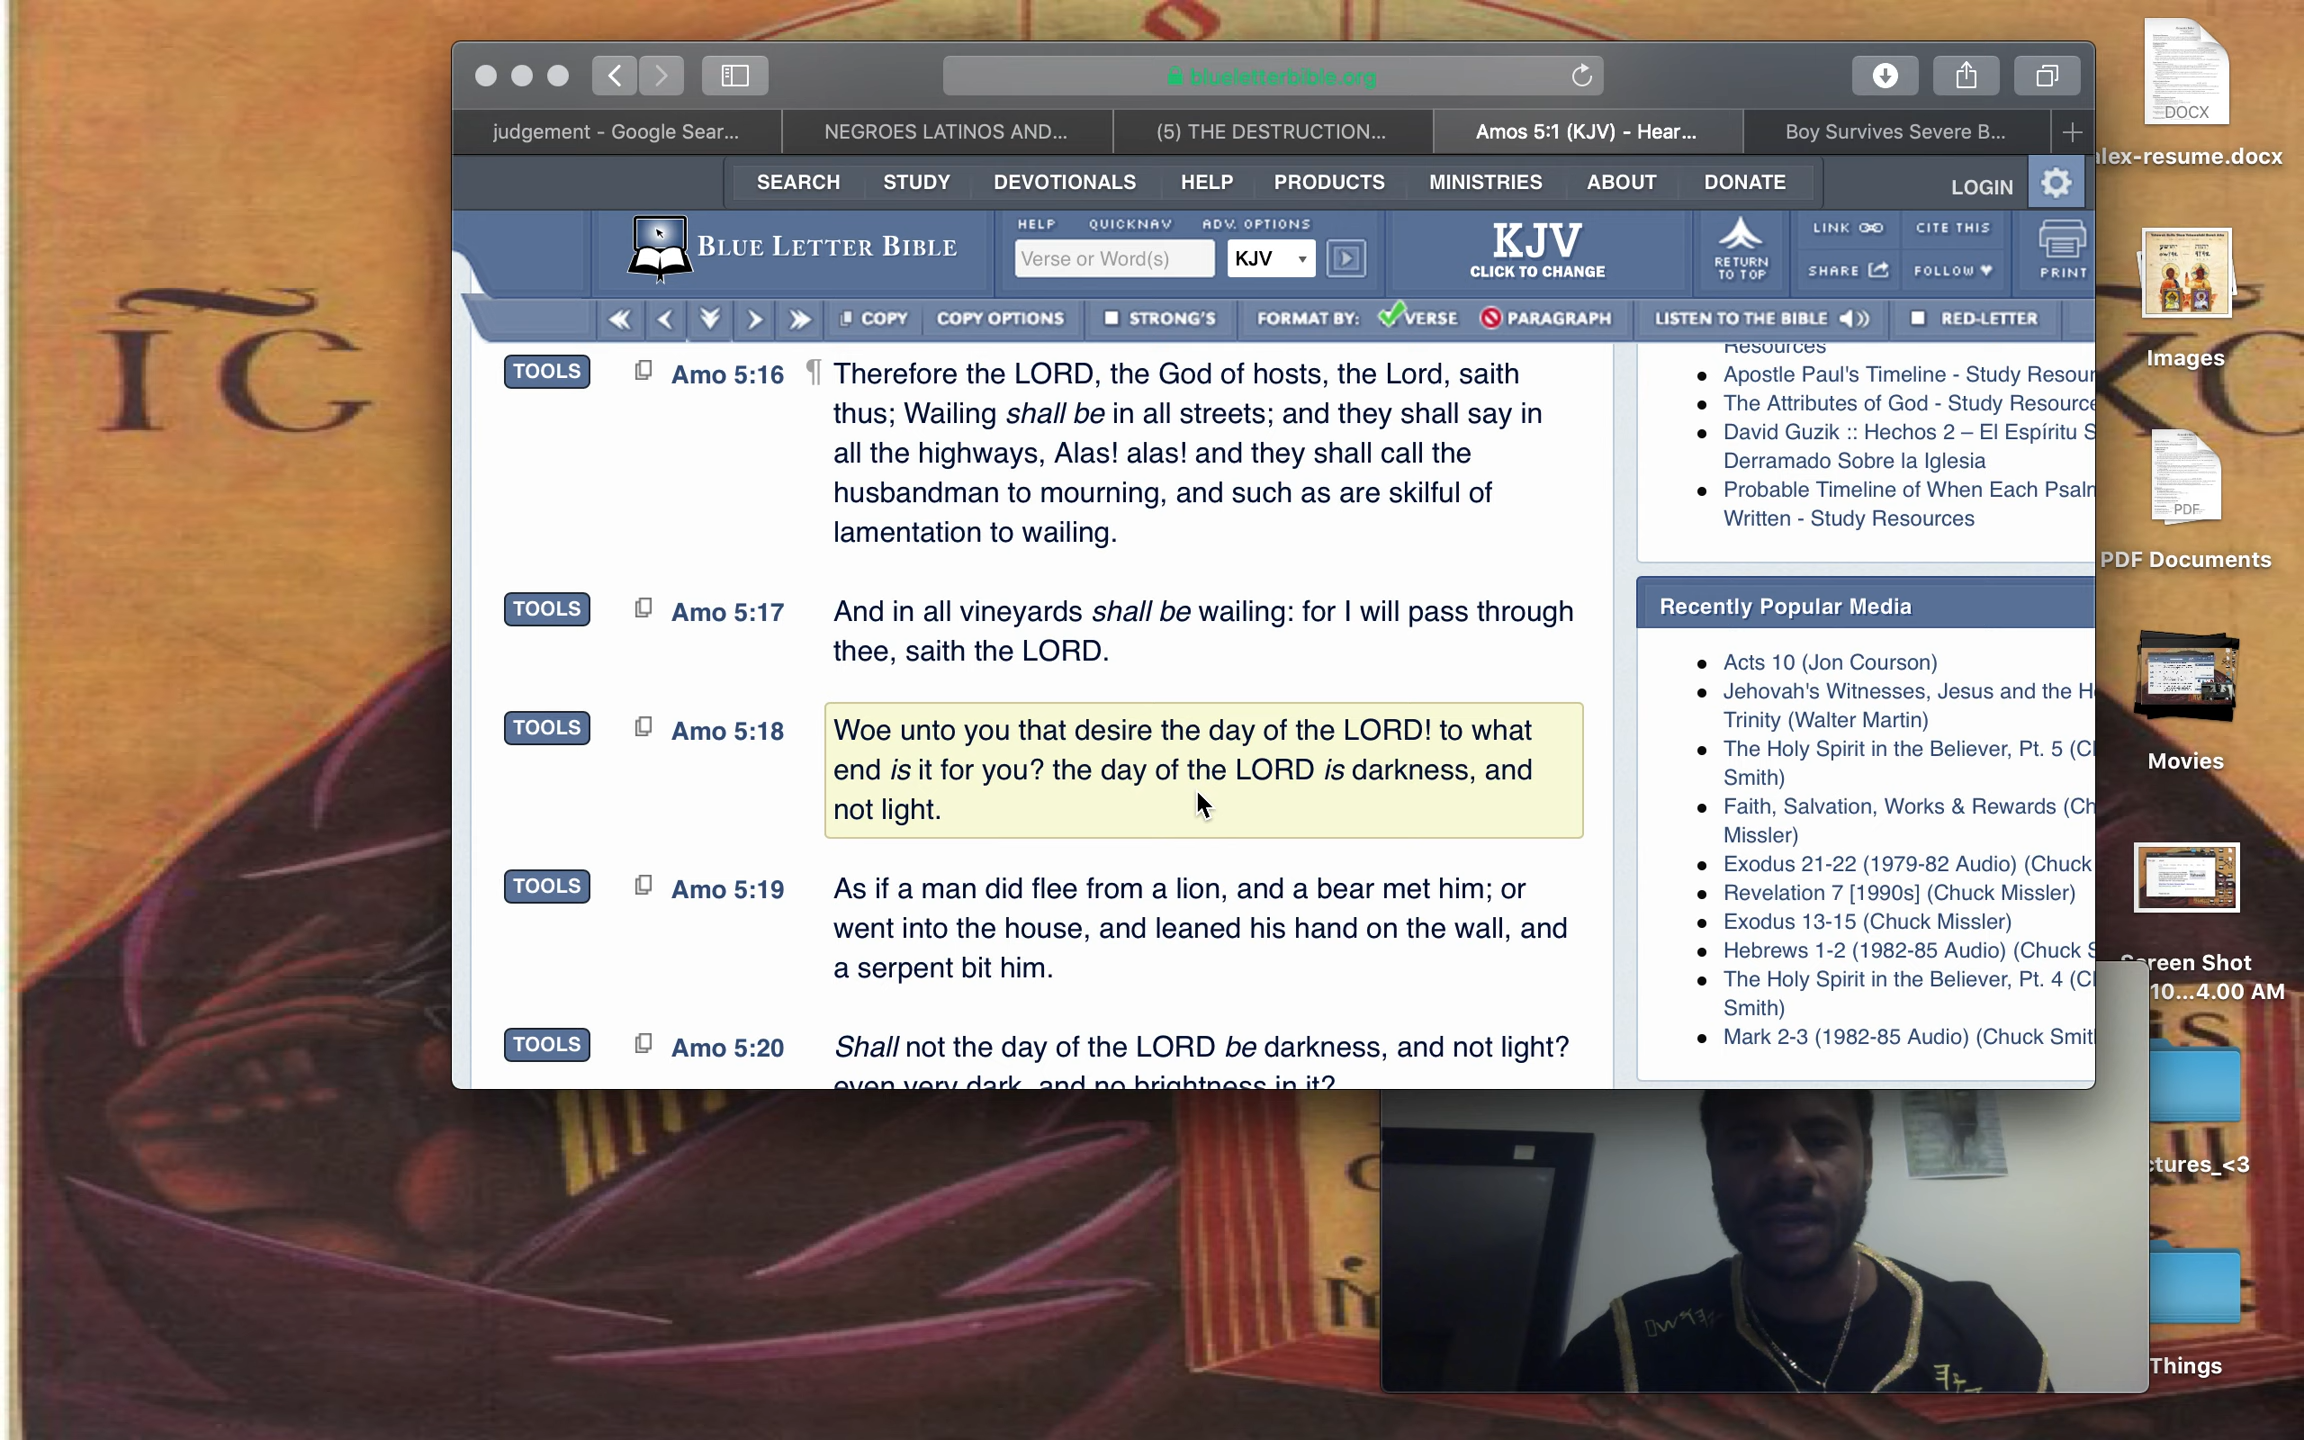 blueletterbible.org
judgement - Google Sear...
NEGROES LATINOS AND...
(5) THE DESTRUCTION...
Amos 5:1 (KJV) - Hear...
Boy Survives Severe B...
SEARCH STUDY DEVOTIONALS HELP PRODUCTS MINISTRIES ABOUT DONATE
LOGIN
BLUE LETTER BIBLE
HELP QUICKNAV ADV. OPTIONS
Verse or Word(s)
KJV
KJV
CLICK TO CHANGE
RETURN
TO TOP
LINK CITE THIS
SHARE FOLLOW
PRINT
COPY COPY OPTIONS STRONG'S FORMAT BY: VERSE PARAGRAPH LISTEN TO THE BIBLE RED-LETTER
TOOLS Amo 5:16 ¶ Therefore the LORD, the God of hosts, the Lord, saith
thus; Wailing shall be in all streets; and they shall say in
all the highways, Alas! alas! and they shall call the
husbandman to mourning, and such as are skilful of
lamentation to wailing.
TOOLS Amo 5:17 And in all vineyards shall be wailing: for I will pass through
thee, saith the LORD.
TOOLS Amo 5:18 Woe unto you that desire the day of the LORD! to what
end is it for you? the day of the LORD is darkness, and
not light.
TOOLS Amo 5:19 As if a man did flee from a lion, and a bear met him; or
went into the house, and leaned his hand on the wall, and
a serpent bit him.
TOOLS Amo 5:20 Shall not the day of the LORD be darkness, and not light?
even very dark, and no brightness in it?
Resources
Apostle Paul's Timeline - Study Resour
The Attributes of God - Study Resource
David Guzik :: Hechos 2 – El Espíritu S
Derramado Sobre la Iglesia
Probable Timeline of When Each Psalm
Written - Study Resources
Recently Popular Media
Acts 10 (Jon Courson)
Jehovah's Witnesses, Jesus and the H
Trinity (Walter Martin)
The Holy Spirit in the Believer, Pt. 5 (C
Smith)
Faith, Salvation, Works & Rewards (Ch
Missler)
Exodus 21-22 (1979-82 Audio) (Chuck
Revelation 7 [1990s] (Chuck Missler)
Exodus 13-15 (Chuck Missler)
Hebrews 1-2 (1982-85 Audio) (Chuck S
The Holy Spirit in the Believer, Pt. 4 (C
Smith)
Mark 2-3 (1982-85 Audio) (Chuck Smit
DOCX
alex-resume.docx
Images
PDF
PDF Documents
Movies
Screen Shot
10...4.00 AM
ctures_<3
Things
IC
XC